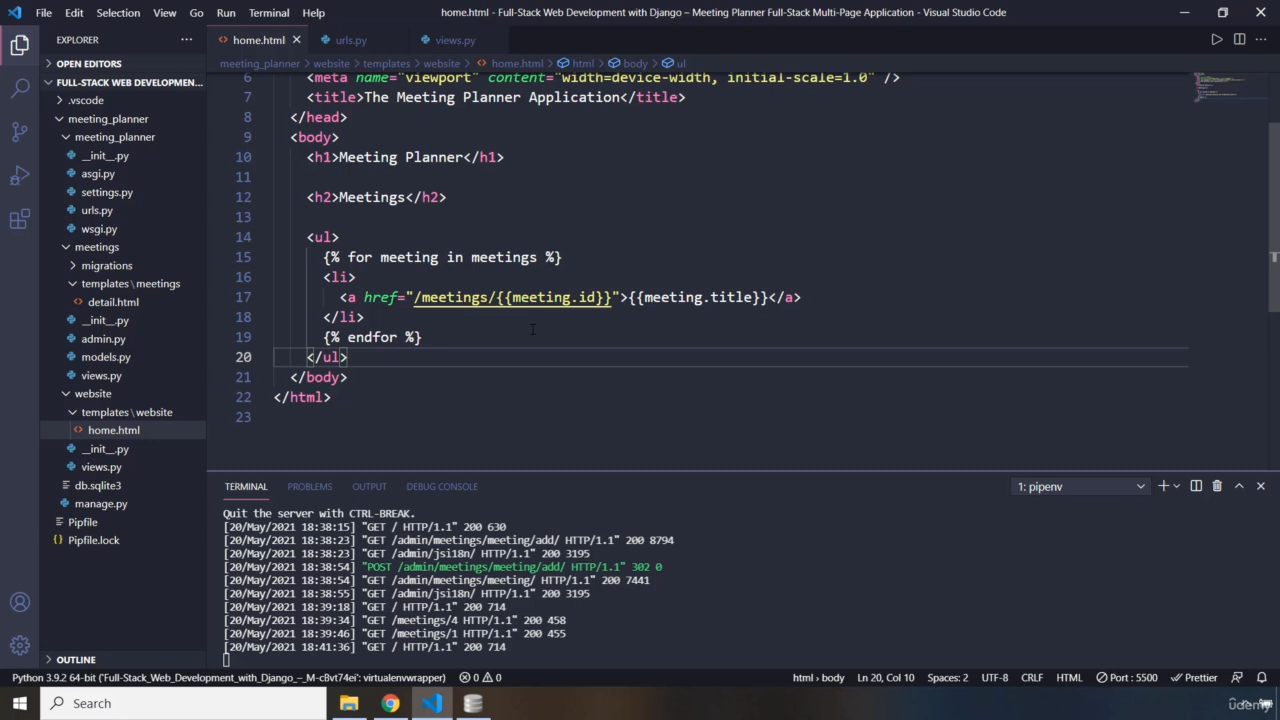 File Edit Selection View Go Run Terminal Help
home.html - Full-Stack Web Development with Django ~ Meeting Planner Full-Stack Multi-Page Application - Visual Studio Code
EXPLORER
OPEN EDITORS
FULL-STACK WEB DEVELOPMEN...
.vscode
meeting_planner
meeting_planner
__init__.py
asgi.py
settings.py
urls.py
wsgi.py
meetings
migrations
templates\meetings
detail.html
__init__.py
admin.py
models.py
views.py
website
templates\website
home.html
__init__.py
views.py
db.sqlite3
manage.py
Pipfile
Pipfile.lock
OUTLINE
home.html urls.py views.py
meeting_planner > website > templates > website > home.html > html > body > ul
6 <meta name="viewport" content="width=device-width, initial-scale=1.0" />
7 <title>The Meeting Planner Application</title>
8 </head>
9 <body>
10 <h1>Meeting Planner</h1>
11
12 <h2>Meetings</h2>
13
14 <ul>
15 {% for meeting in meetings %}
16 <li>
17 <a href="/meetings/{{meeting.id}}">{{meeting.title}}</a>
18 </li>
19 {% endfor %}
20 </ul>
21 </body>
22 </html>
23
TERMINAL PROBLEMS OUTPUT DEBUG CONSOLE
1: pipenv
Quit the server with CTRL-BREAK.
[20/May/2021 18:38:15] "GET / HTTP/1.1" 200 630
[20/May/2021 18:38:23] "GET /admin/meetings/meeting/add/ HTTP/1.1" 200 8794
[20/May/2021 18:38:23] "GET /admin/jsi18n/ HTTP/1.1" 200 3195
[20/May/2021 18:38:54] "POST /admin/meetings/meeting/add/ HTTP/1.1" 302 0
[20/May/2021 18:38:54] "GET /admin/meetings/meeting/ HTTP/1.1" 200 7441
[20/May/2021 18:38:55] "GET /admin/jsi18n/ HTTP/1.1" 200 3195
[20/May/2021 18:39:18] "GET / HTTP/1.1" 200 714
[20/May/2021 18:39:34] "GET /meetings/4 HTTP/1.1" 200 458
[20/May/2021 18:39:46] "GET /meetings/1 HTTP/1.1" 200 455
[20/May/2021 18:41:36] "GET / HTTP/1.1" 200 714
Python 3.9.2 64-bit ('Full-Stack_Web_Development_with_Django_~_M-cBvt74ei': virtualenvwrapper) 0 0 html > body Ln 20, Col 10 Spaces: 2 UTF-8 CRLF HTML Port : 5500 Prettier
Search
udemy